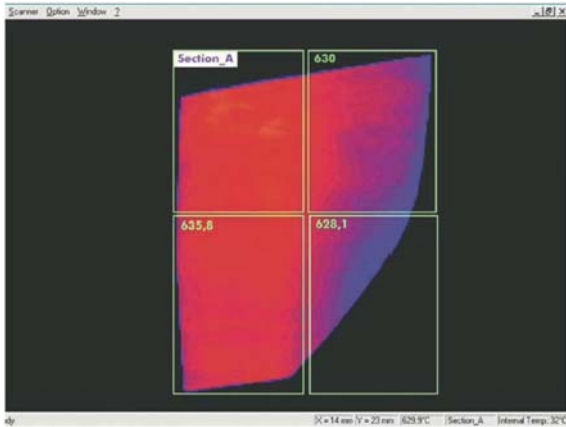 Scanner Option Window ?
Section_A
630
635,8
628,1
X = 14 mm Y = 23 mm 629.9°C Section_A Internal Temp: 32°C